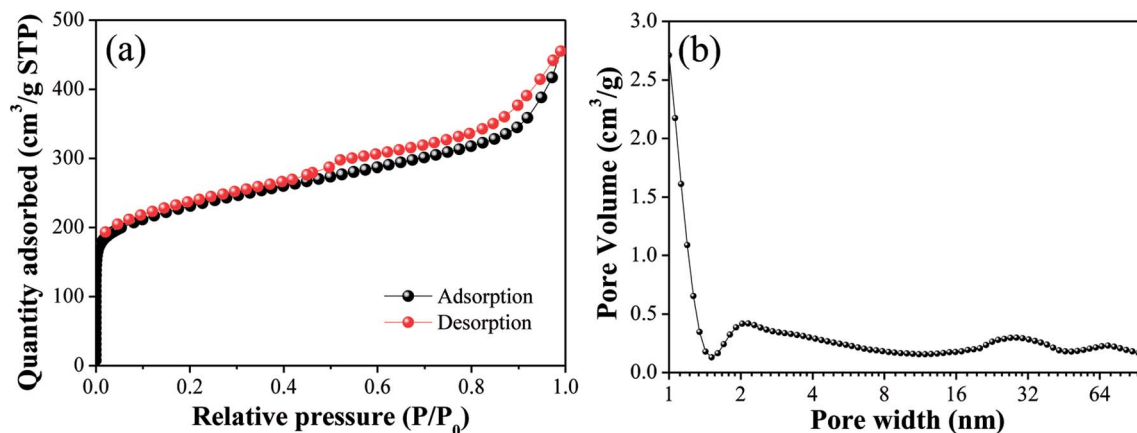 (a)
Quantity adsorbed (cm³/g STP)
500
400
300
200
100
0
0.0 0.2 0.4 0.6 0.8 1.0
Relative pressure (P/P₀)
Adsorption
Desorption
(b)
Pore Volume (cm³/g)
3.0
2.5
2.0
1.5
1.0
0.5
0.0
1 2 4 8 16 32 64
Pore width (nm)